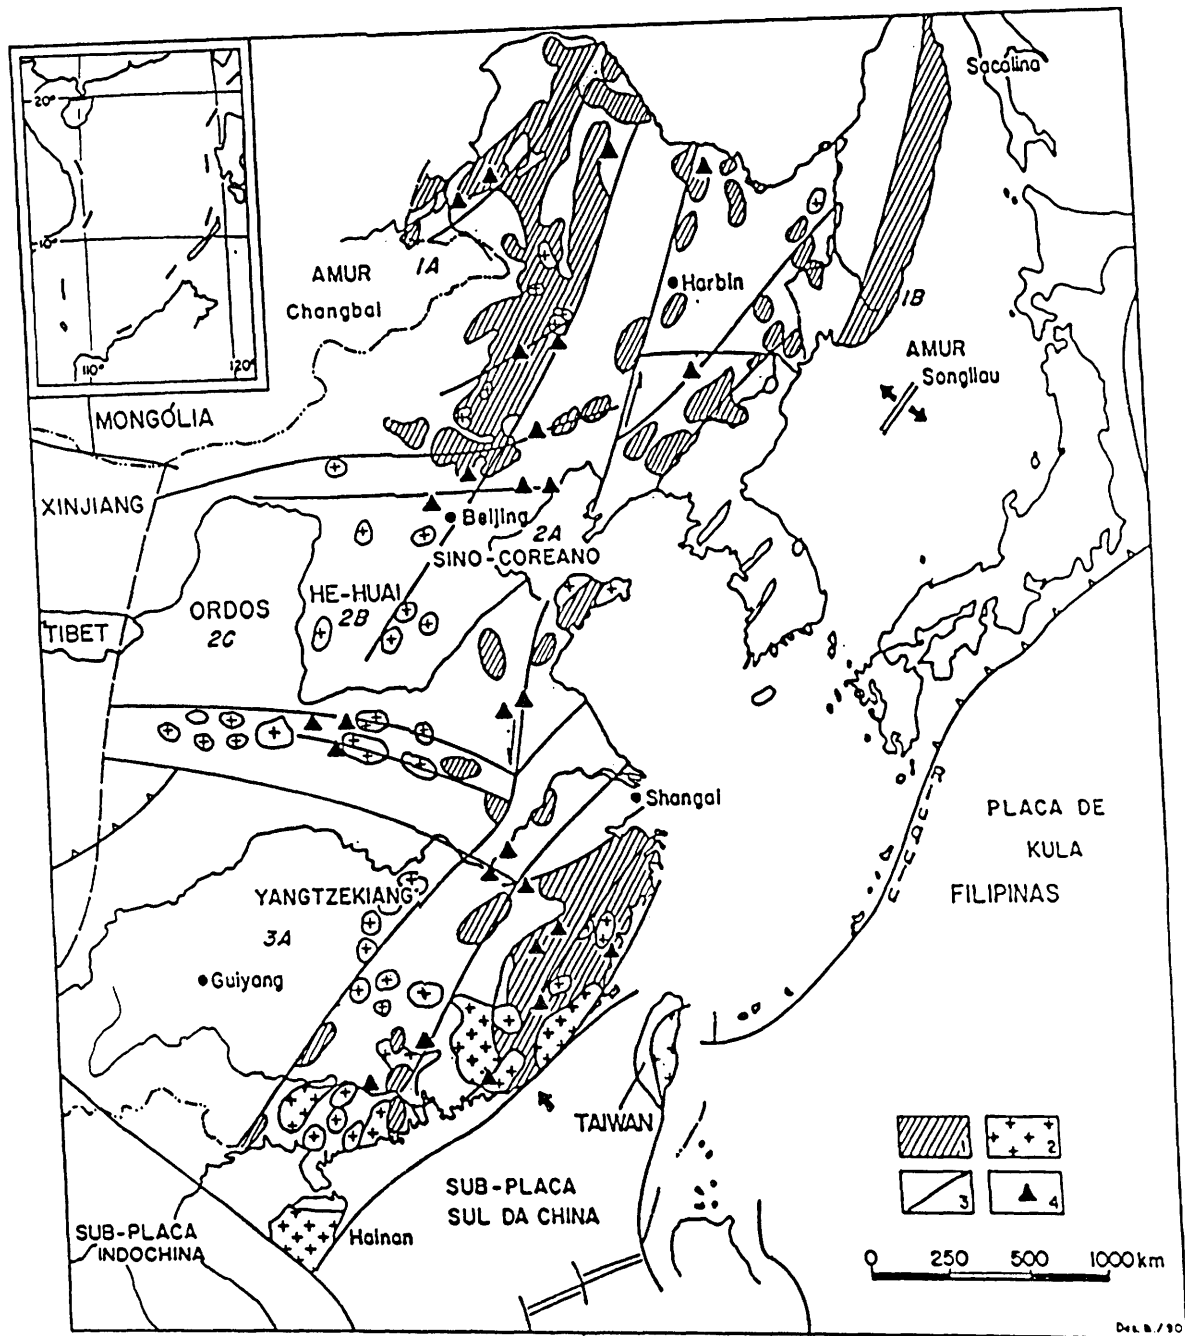 20°
Sacalina
10°
1A
AMUR
Changbai
Harbin
1B
110°
120°
AMUR
Songliau
MONGÓLIA
XINJIANG
Beijing
2A
SINO-COREANO
HE-HUAI
2B
ORDOS
2C
TIBET
Shangai
RIUQUIU
PLACA DE
KULA
FILIPINAS
YANGTZEKIANG
3A
Guiyang
TAIWAN
1
2
3
4
SUB-PLACA
SUL DA CHINA
SUB-PLACA
INDOCHINA
Hainan
0 250 500 1000km